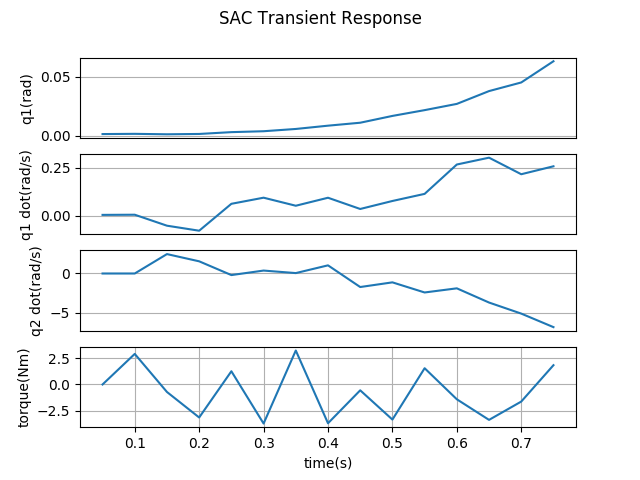 SAC Transient Response
q1(rad)
0.05
0.00
q1 dot(rad/s)
0.25
0.00
q2 dot(rad/s)
0
−5
torque(Nm)
2.5
0.0
−2.5
0.1 0.2 0.3 0.4 0.5 0.6 0.7
time(s)